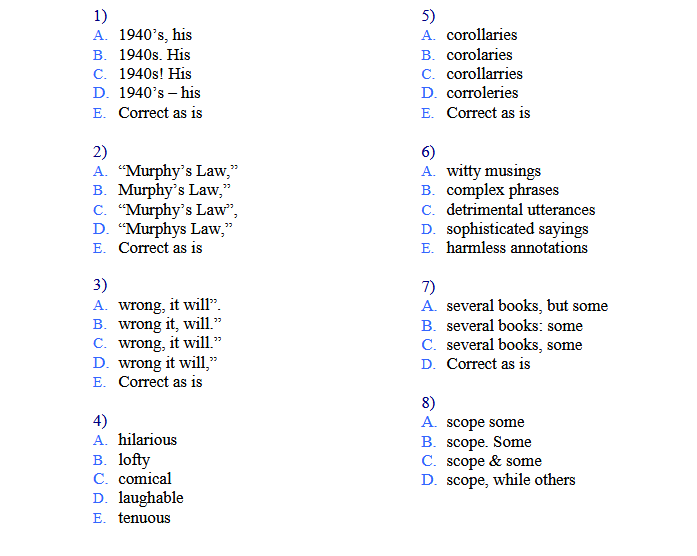 1)
A. 1940’s, his
B. 1940s. His
C. 1940s! His
D. 1940’s – his
E. Correct as is
2)
A. “Murphy’s Law,”
B. Murphy’s Law,”
C. “Murphy’s Law”,
D. “Murphys Law,”
E. Correct as is
3)
A. wrong, it will”.
B. wrong it, will.”
C. wrong, it will.”
D. wrong it will,”
E. Correct as is
4)
A. hilarious
B. lofty
C. comical
D. laughable
E. tenuous
5)
A. corollaries
B. corolaries
C. corollarries
D. corroleries
E. Correct as is
6)
A. witty musings
B. complex phrases
C. detrimental utterances
D. sophisticated sayings
E. harmless annotations
7)
A. several books, but some
B. several books: some
C. several books, some
D. Correct as is
8)
A. scope some
B. scope. Some
C. scope & some
D. scope, while others